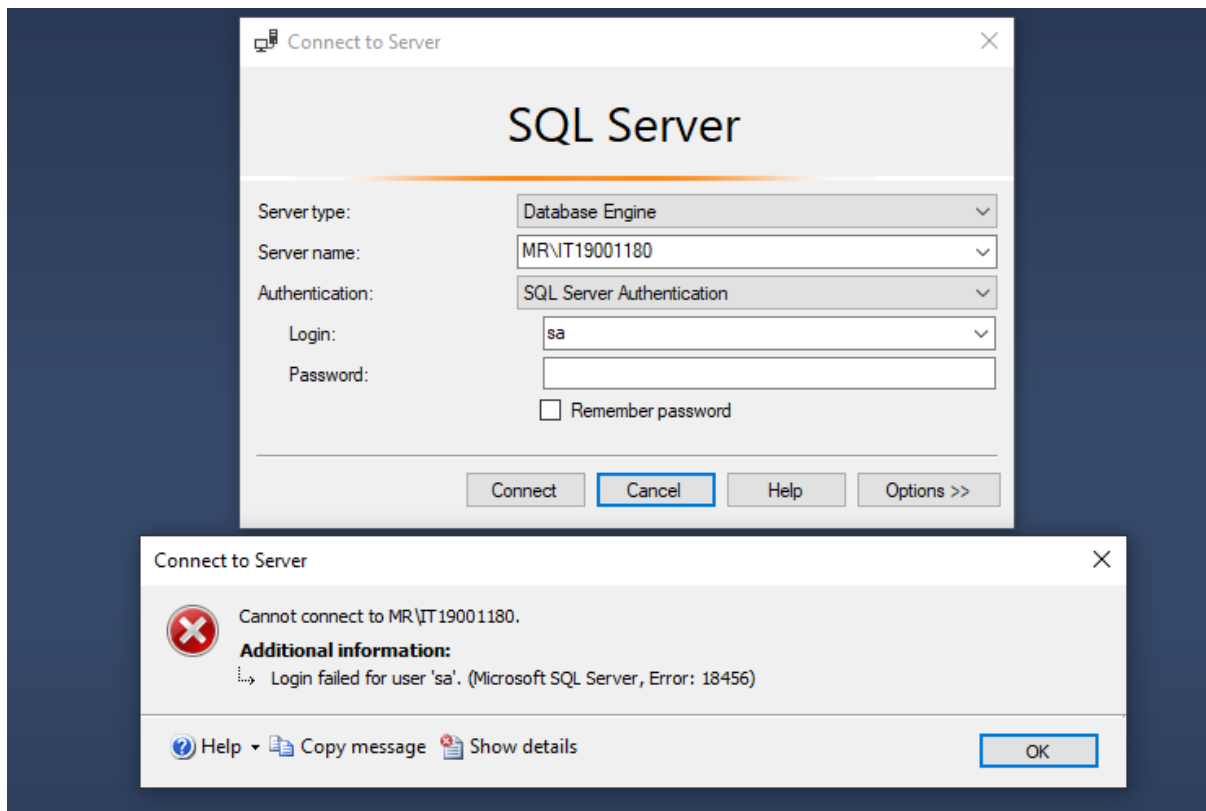 Connect to Server
SQL Server
Server type: Database Engine
Server name: MR\IT19001180
Authentication: SQL Server Authentication
Login: sa
Password:
Remember password
Connect Cancel Help Options >>
Connect to Server
Cannot connect to MR\IT19001180.
Additional information:
Login failed for user 'sa'. (Microsoft SQL Server, Error: 18456)
Help Copy message Show details OK